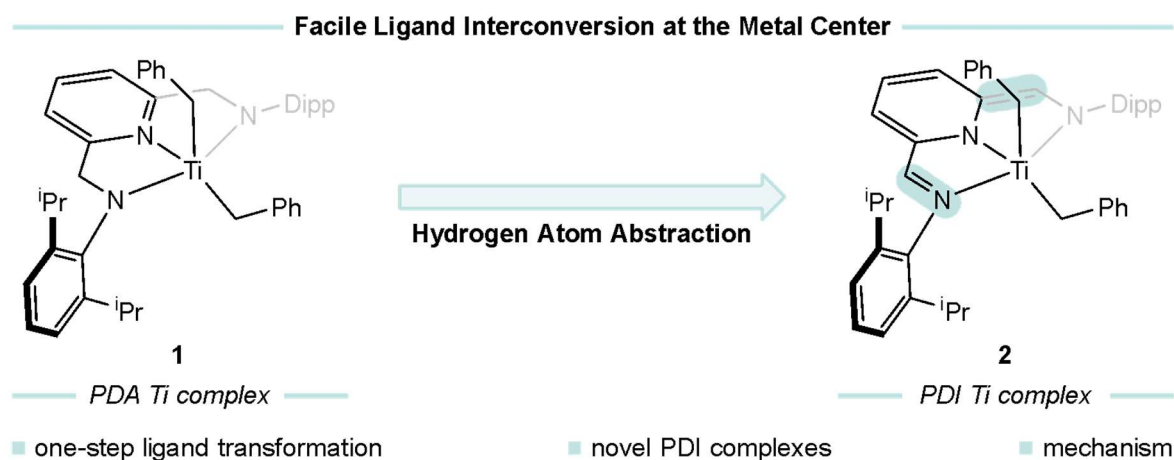 Facile Ligand Interconversion at the Metal Center
Ph Ph
N Dipp N Dipp
N N
Ti Ti
N N
iPr Ph iPr Ph
Hydrogen Atom Abstraction
iPr iPr
1 2
PDA Ti complex PDI Ti complex
one-step ligand transformation novel PDI complexes mechanism